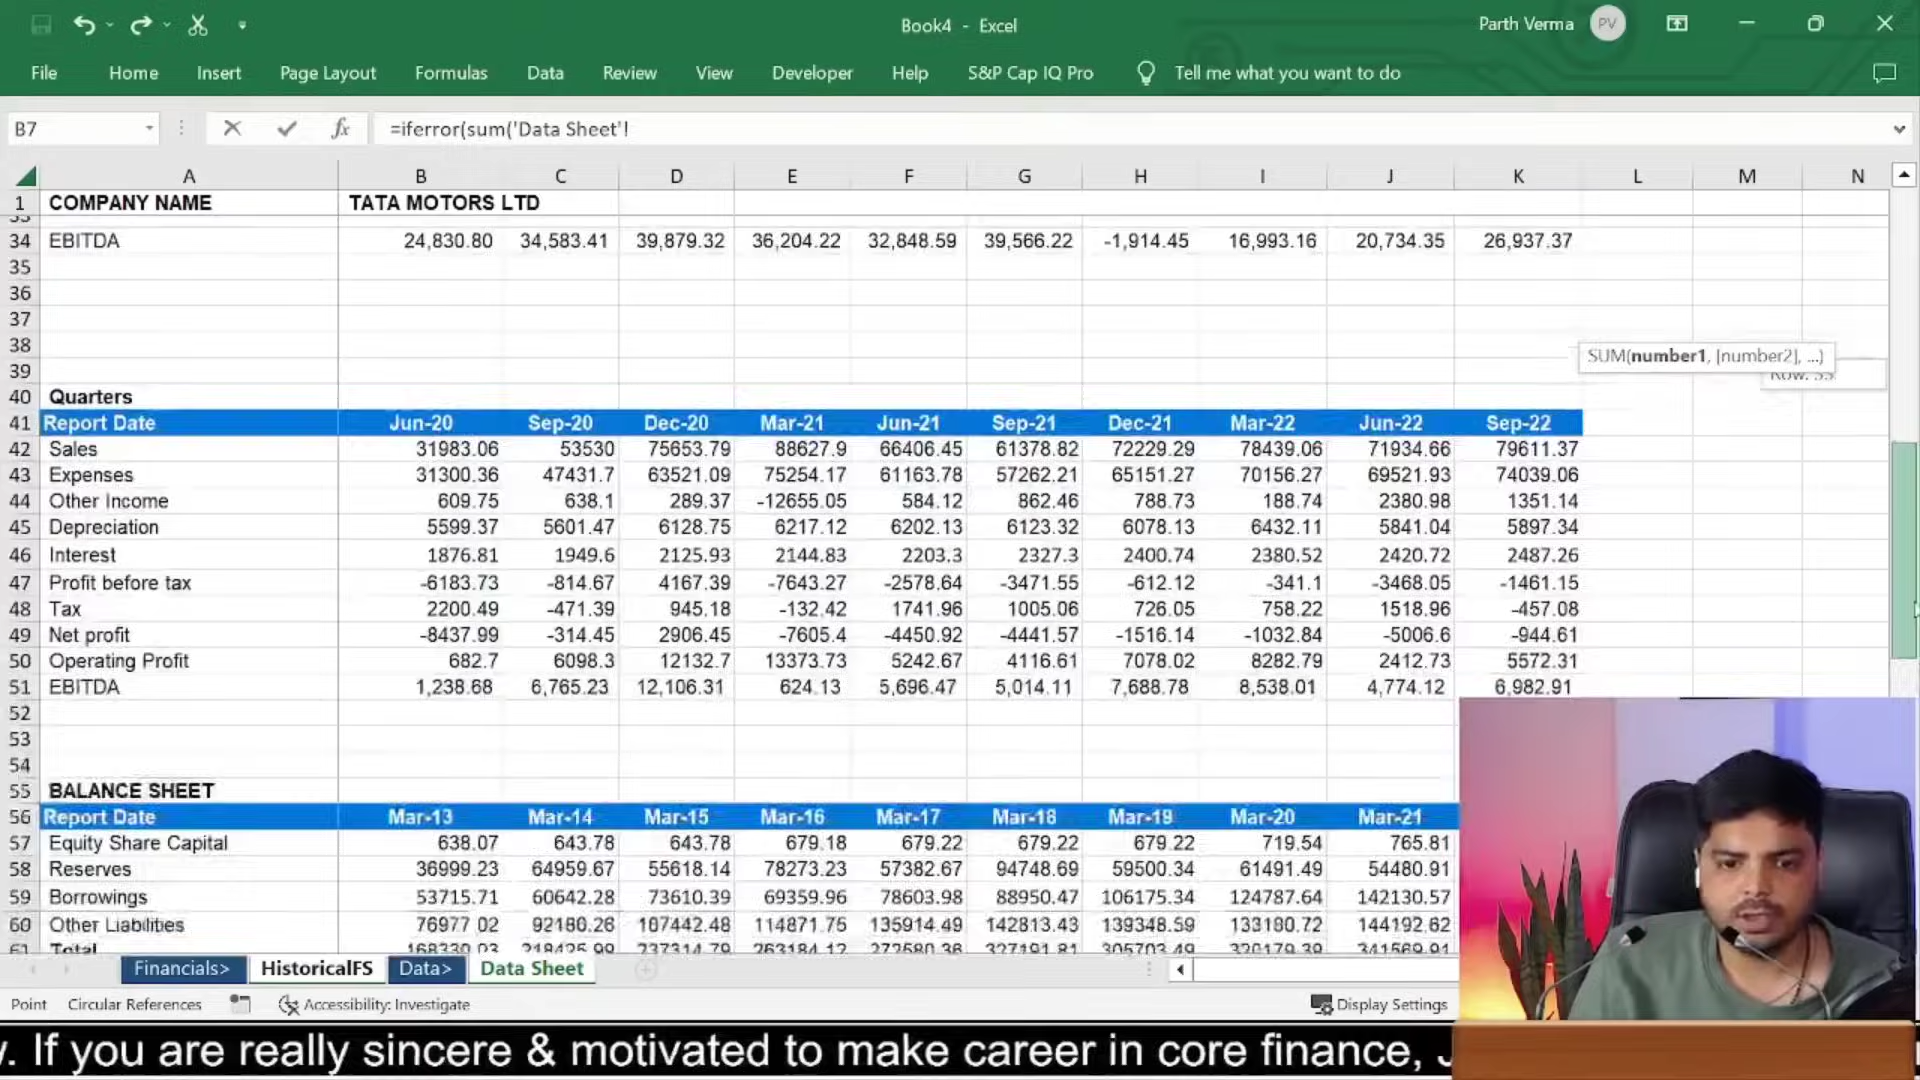 Book4 - Excel
Parth Verma PV
File Home Insert Page Layout Formulas Data Review View Developer Help S&P Cap IQ Pro Tell me what you want to do
B7 fx =iferror(sum('Data Sheet'!
A B C D E F G H I J K L M N
1 COMPANY NAME TATA MOTORS LTD
34 EBITDA 24,830.80 34,583.41 39,879.32 36,204.22 32,848.59 39,566.22 -1,914.45 16,993.16 20,734.35 26,937.37
35
36
37
38
SUM(number1, [number2], ...)
39
40 Quarters
41 Report Date Jun-20 Sep-20 Dec-20 Mar-21 Jun-21 Sep-21 Dec-21 Mar-22 Jun-22 Sep-22
42 Sales 31983.06 53530 75653.79 88627.9 66406.45 61378.82 72229.29 78439.06 71934.66 79611.37
43 Expenses 31300.36 47431.7 63521.09 75254.17 61163.78 57262.21 65151.27 70156.27 69521.93 74039.06
44 Other Income 609.73 638.1 289.37 -12655.05 584.12 862.46 788.73 188.74 2380.98 1351.14
45 Depreciation 5599.37 5601.47 6128.75 6217.12 6202.13 6123.32 6078.13 6432.11 5841.04 5897.34
46 Interest 1876.81 1949.6 2125.93 2144.83 2203.3 2327.3 2400.74 2380.52 2420.72 2487.26
47 Profit before tax -6183.73 -814.67 4167.39 -7643.27 -2578.64 -3471.55 -612.12 -341.1 -3468.05 -1461.15
48 Tax 2200.49 -471.39 945.18 -132.42 1741.96 1005.06 726.05 758.22 1518.96 -457.08
49 Net profit -8437.99 -314.45 2906.45 -7605.4 -4450.92 -4441.57 -1516.14 -1032.84 -5006.6 -944.61
50 Operating Profit 682.7 6098.3 12132.7 13373.73 5242.67 4116.61 7078.02 8282.79 2412.73 5572.31
51 EBITDA 1,238.68 6,765.23 12,106.31 624.13 5,696.47 5,014.11 7,688.78 8,538.01 4,774.12 6,982.91
52
53
54
55 BALANCE SHEET
56 Report Date Mar-13 Mar-14 Mar-15 Mar-16 Mar-17 Mar-18 Mar-19 Mar-20 Mar-21
57 Equity Share Capital 638.07 643.78 643.78 679.18 679.22 679.22 679.22 719.54 765.81
58 Reserves 36999.23 64959.67 55618.14 78273.23 57382.67 94748.69 59500.34 61491.49 54480.91
59 Borrowings 53715.71 60642.28 73610.39 69359.96 78603.98 88950.47 106175.34 124787.64 142130.57
60 Other Liabilities 76977.02 92180.26 107442.48 114871.75 135914.49 142813.43 139348.59 133180.72 144192.62
61 Total 168330.03 218425.99 237314.79 263184.12 272580.36 327191.81 305703.49 320179.39 341569.91
Financials> HistoricalFS Data> Data Sheet
Point Circular References Accessibility: Investigate Display Settings
. If you are really sincere & motivated to make career in core finance,